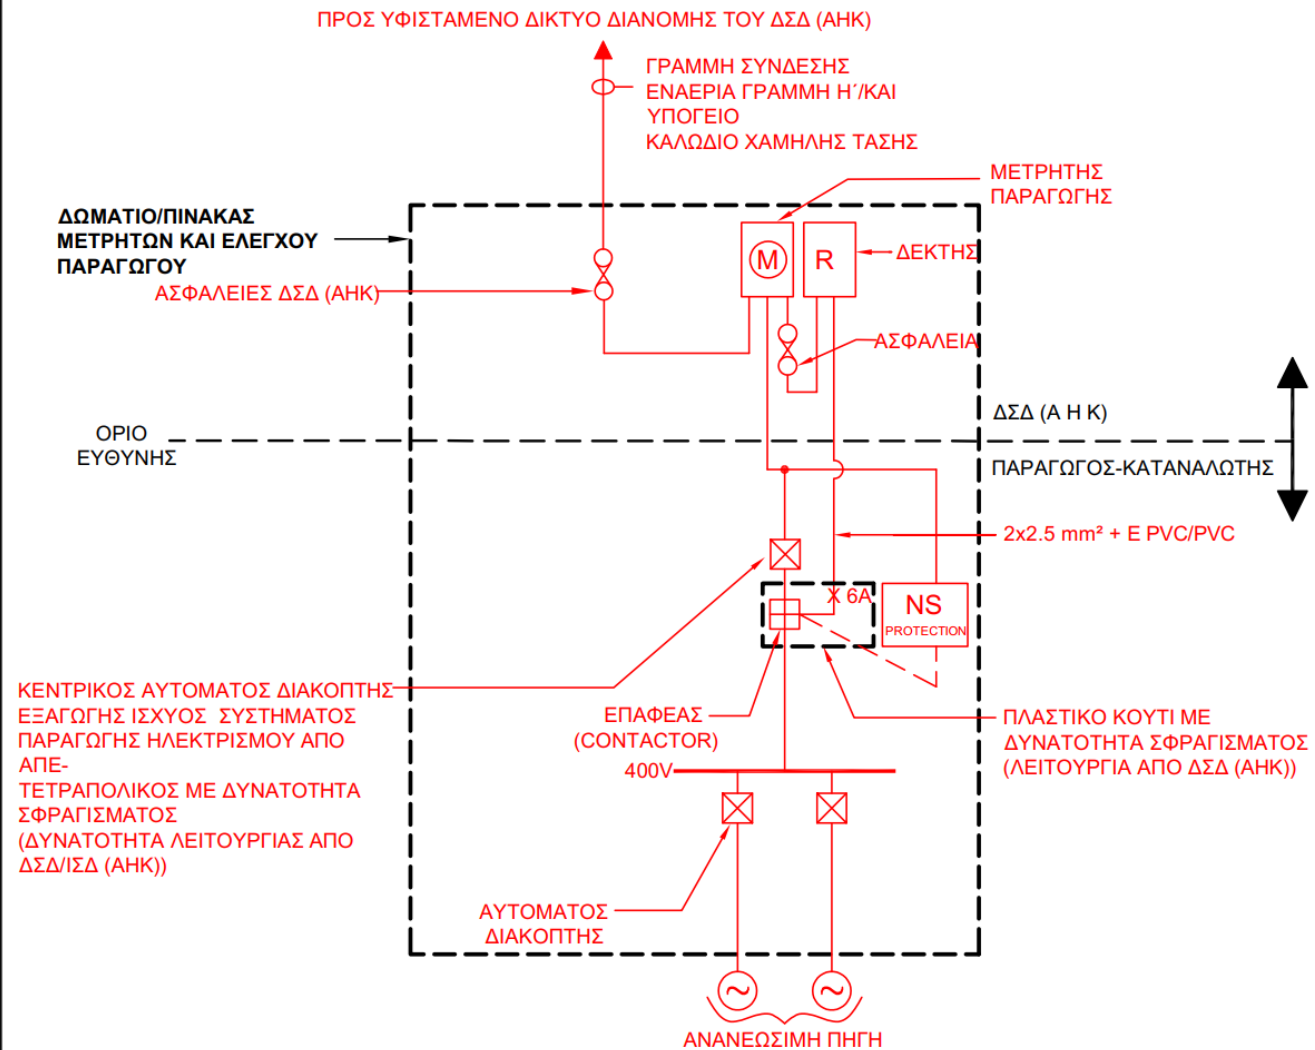 ΠΡΟΣ ΥΦΙΣΤΑΜΕΝΟ ΔΙΚΤΥΟ ΔΙΑΝΟΜΗΣ ΤΟΥ ΔΣΔ (ΑΗΚ)
ΓΡΑΜΜΗ ΣΥΝΔΕΣΗΣ
ΕΝΑΕΡΙΑ ΓΡΑΜΜΗ Η΄/ΚΑΙ
ΥΠΟΓΕΙΟ
ΚΑΛΩΔΙΟ ΧΑΜΗΛΗΣ ΤΑΣΗΣ
ΜΕΤΡΗΤΗΣ
ΠΑΡΑΓΩΓΗΣ
ΔΩΜΑΤΙΟ/ΠΙΝΑΚΑΣ
ΜΕΤΡΗΤΩΝ ΚΑΙ ΕΛΕΓΧΟΥ
ΠΑΡΑΓΩΓΟΥ
M
R
ΔΕΚΤΗΣ
ΑΣΦΑΛΕΙΕΣ ΔΣΔ (ΑΗΚ)
ΑΣΦΑΛΕΙΑ
ΔΣΔ (Α Η Κ)
ΟΡΙΟ
ΕΥΘΥΝΗΣ
ΠΑΡΑΓΩΓΟΣ-ΚΑΤΑΝΑΛΩΤΗΣ
2x2.5 mm² + E PVC/PVC
X 6A
NS
PROTECTION
ΚΕΝΤΡΙΚΟΣ ΑΥΤΟΜΑΤΟΣ ΔΙΑΚΟΠΤΗΣ
ΕΞΑΓΩΓΗΣ ΙΣΧΥΟΣ ΣΥΣΤΗΜΑΤΟΣ
ΠΑΡΑΓΩΓΗΣ ΗΛΕΚΤΡΙΣΜΟΥ ΑΠΟ
ΑΠΕ-
ΤΕΤΡΑΠΟΛΙΚΟΣ ΜΕ ΔΥΝΑΤΟΤΗΤΑ
ΣΦΡΑΓΙΣΜΑΤΟΣ
(ΔΥΝΑΤΟΤΗΤΑ ΛΕΙΤΟΥΡΓΙΑΣ ΑΠΟ
ΔΣΔ/ΙΣΔ (ΑΗΚ))
ΕΠΑΦΕΑΣ
(CONTACTOR)
ΠΛΑΣΤΙΚΟ ΚΟΥΤΙ ΜΕ
ΔΥΝΑΤΟΤΗΤΑ ΣΦΡΑΓΙΣΜΑΤΟΣ
(ΛΕΙΤΟΥΡΓΙΑ ΑΠΟ ΔΣΔ (ΑΗΚ))
400V
ΑΥΤΟΜΑΤΟΣ
ΔΙΑΚΟΠΤΗΣ
ΑΝΑΝΕΩΣΙΜΗ ΠΗΓΗ